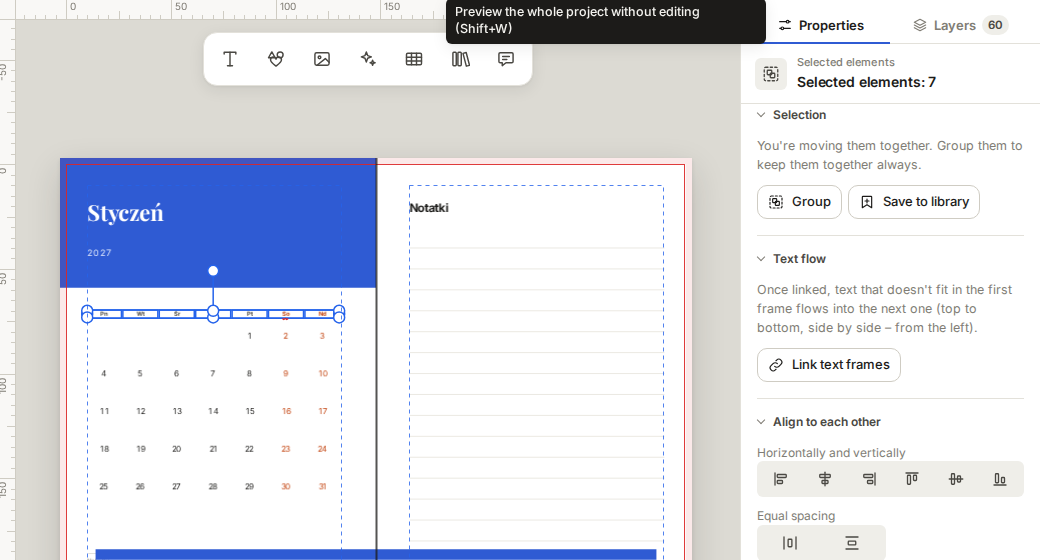 0
50
100
150
Preview the whole project without editing
(Shift+W)
Properties
Layers
60
Selected elements
Selected elements: 7
Selection
You're moving them together. Group them to
keep them together always.
Group
Save to library
Text flow
Once linked, text that doesn't fit in the first
frame flows into the next one (top to
bottom, side by side – from the left).
Link text frames
Align to each other
Horizontally and vertically
Equal spacing
-50
0
50
100
150
Styczeń
2027
Pn Wt Śr Pt So Nd
1 2 3
4 5 6 7 8 9 10
11 12 13 14 15 16 17
18 19 20 21 22 23 24
25 26 27 28 29 30 31
Notatki